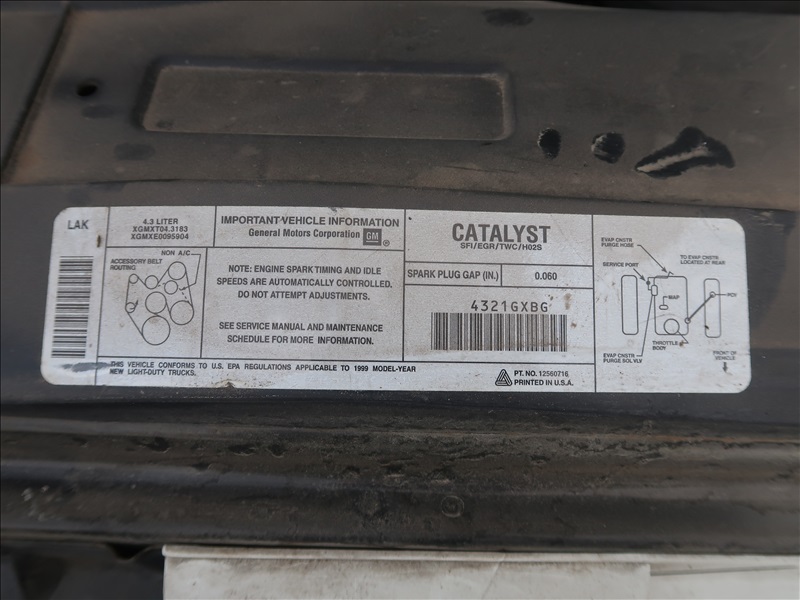 LAK
4.3 LITER
XGMXT04.3183
XGMXE0095904
NON A/C
ACCESSORY BELT
ROUTING
IMPORTANT VEHICLE INFORMATION
General Motors Corporation GM
NOTE: ENGINE SPARK TIMING AND IDLE
SPEEDS ARE AUTOMATICALLY CONTROLLED.
DO NOT ATTEMPT ADJUSTMENTS.
SEE SERVICE MANUAL AND MAINTENANCE
SCHEDULE FOR MORE INFORMATION.
CATALYST
SFI/EGR/TWC/HO2S
SPARK PLUG GAP (IN.) 0.060
4321GXBG
EVAP CNSTR
PURGE HOSE
TO EVAP CNSTR
LOCATED AT REAR
SERVICE PORT
MAP
PCV
THROTTLE
BODY
EVAP CNSTR
PURGE SOL VLV
FRONT OF
VEHICLE
THIS VEHICLE CONFORMS TO U.S. EPA REGULATIONS APPLICABLE TO 1999 MODEL-YEAR
NEW LIGHT-DUTY TRUCKS.
PT. NO. 12560716
PRINTED IN U.S.A.